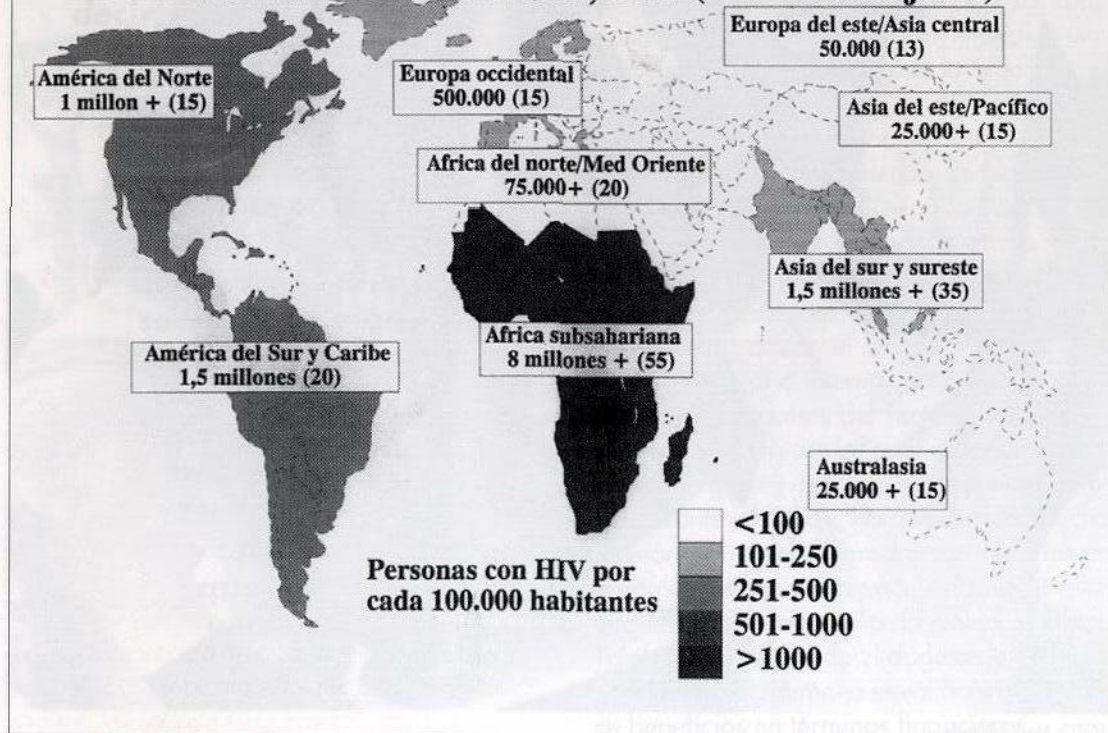 Europa del este/Asia central
50.000 (13)
América del Norte
1 millon + (15)
Europa occidental
500.000 (15)
Asia del este/Pacífico
25.000+ (15)
Africa del norte/Med Oriente
75.000+ (20)
Asia del sur y sureste
1,5 millones + (35)
Africa subsahariana
8 millones + (55)
América del Sur y Caribe
1,5 millones (20)
Australasia
25.000 + (15)
Personas con HIV por
cada 100.000 habitantes
<100
101-250
251-500
501-1000
>1000